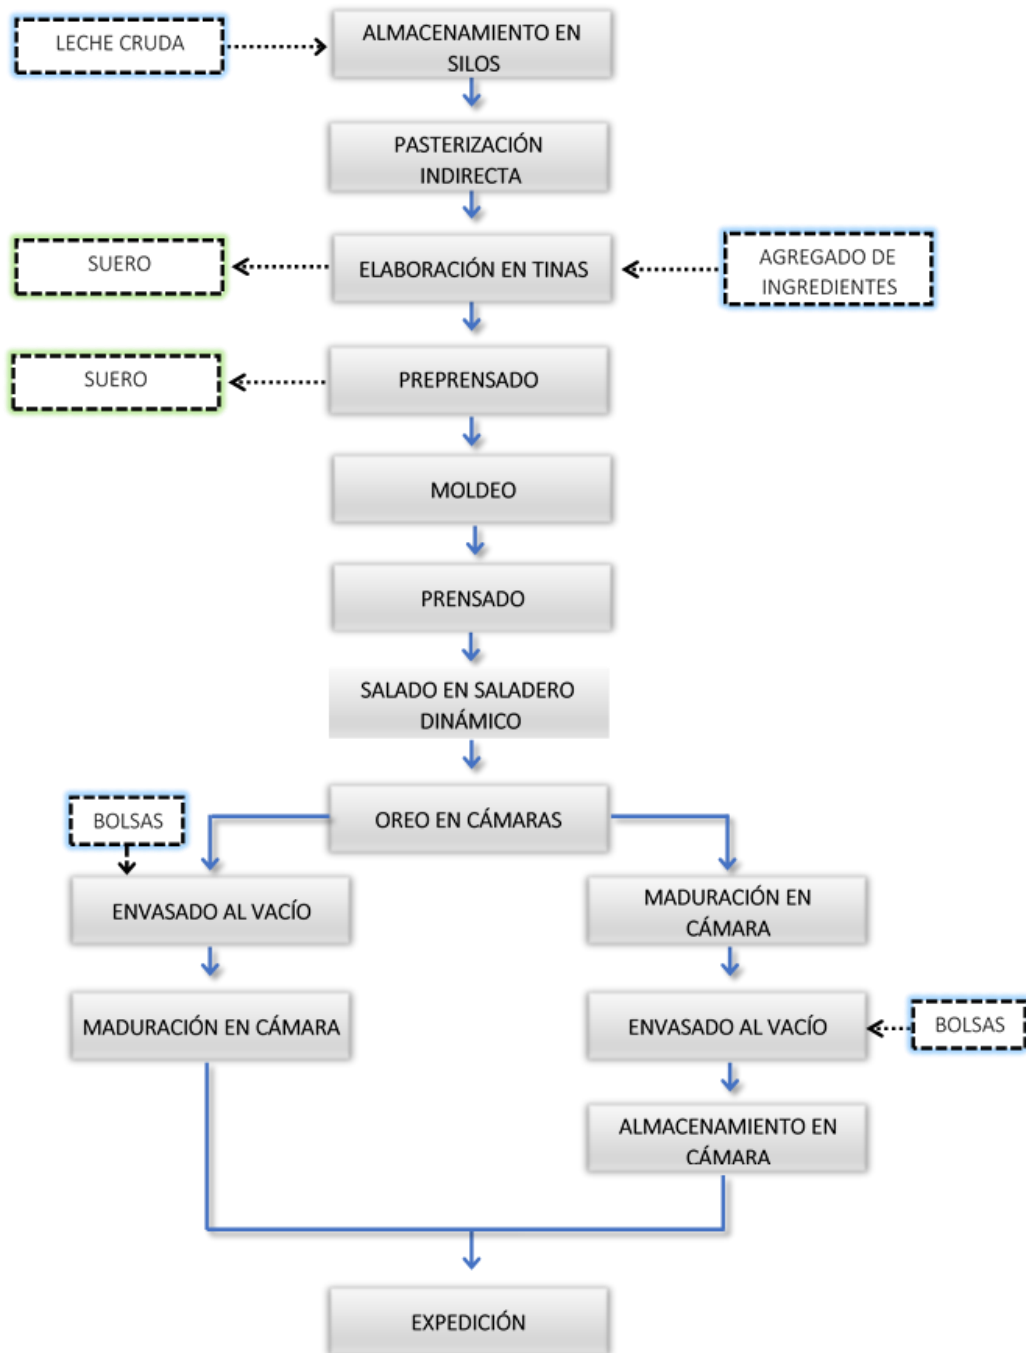 LECHE CRUDA
ALMACENAMIENTO EN
SILOS
PASTERIZACIÓN
INDIRECTA
SUERO
ELABORACIÓN EN TINAS
AGREGADO DE
INGREDIENTES
SUERO
PREPRENSADO
MOLDEO
PRENSADO
SALADO EN SALADERO
DINÁMICO
OREO EN CÁMARAS
BOLSAS
ENVASADO AL VACÍO
MADURACIÓN EN
CÁMARA
MADURACIÓN EN CÁMARA
ENVASADO AL VACÍO
BOLSAS
ALMACENAMIENTO EN
CÁMARA
EXPEDICIÓN